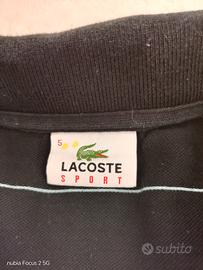 5
LACOSTE
SPORT
nubia Focus 2 5G
subito